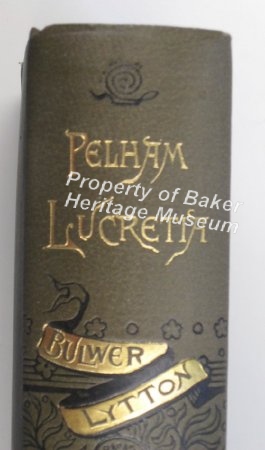 PELHAM
Property of Baker
Heritage Museum
LUCRETIA
BULWER
LYTTON